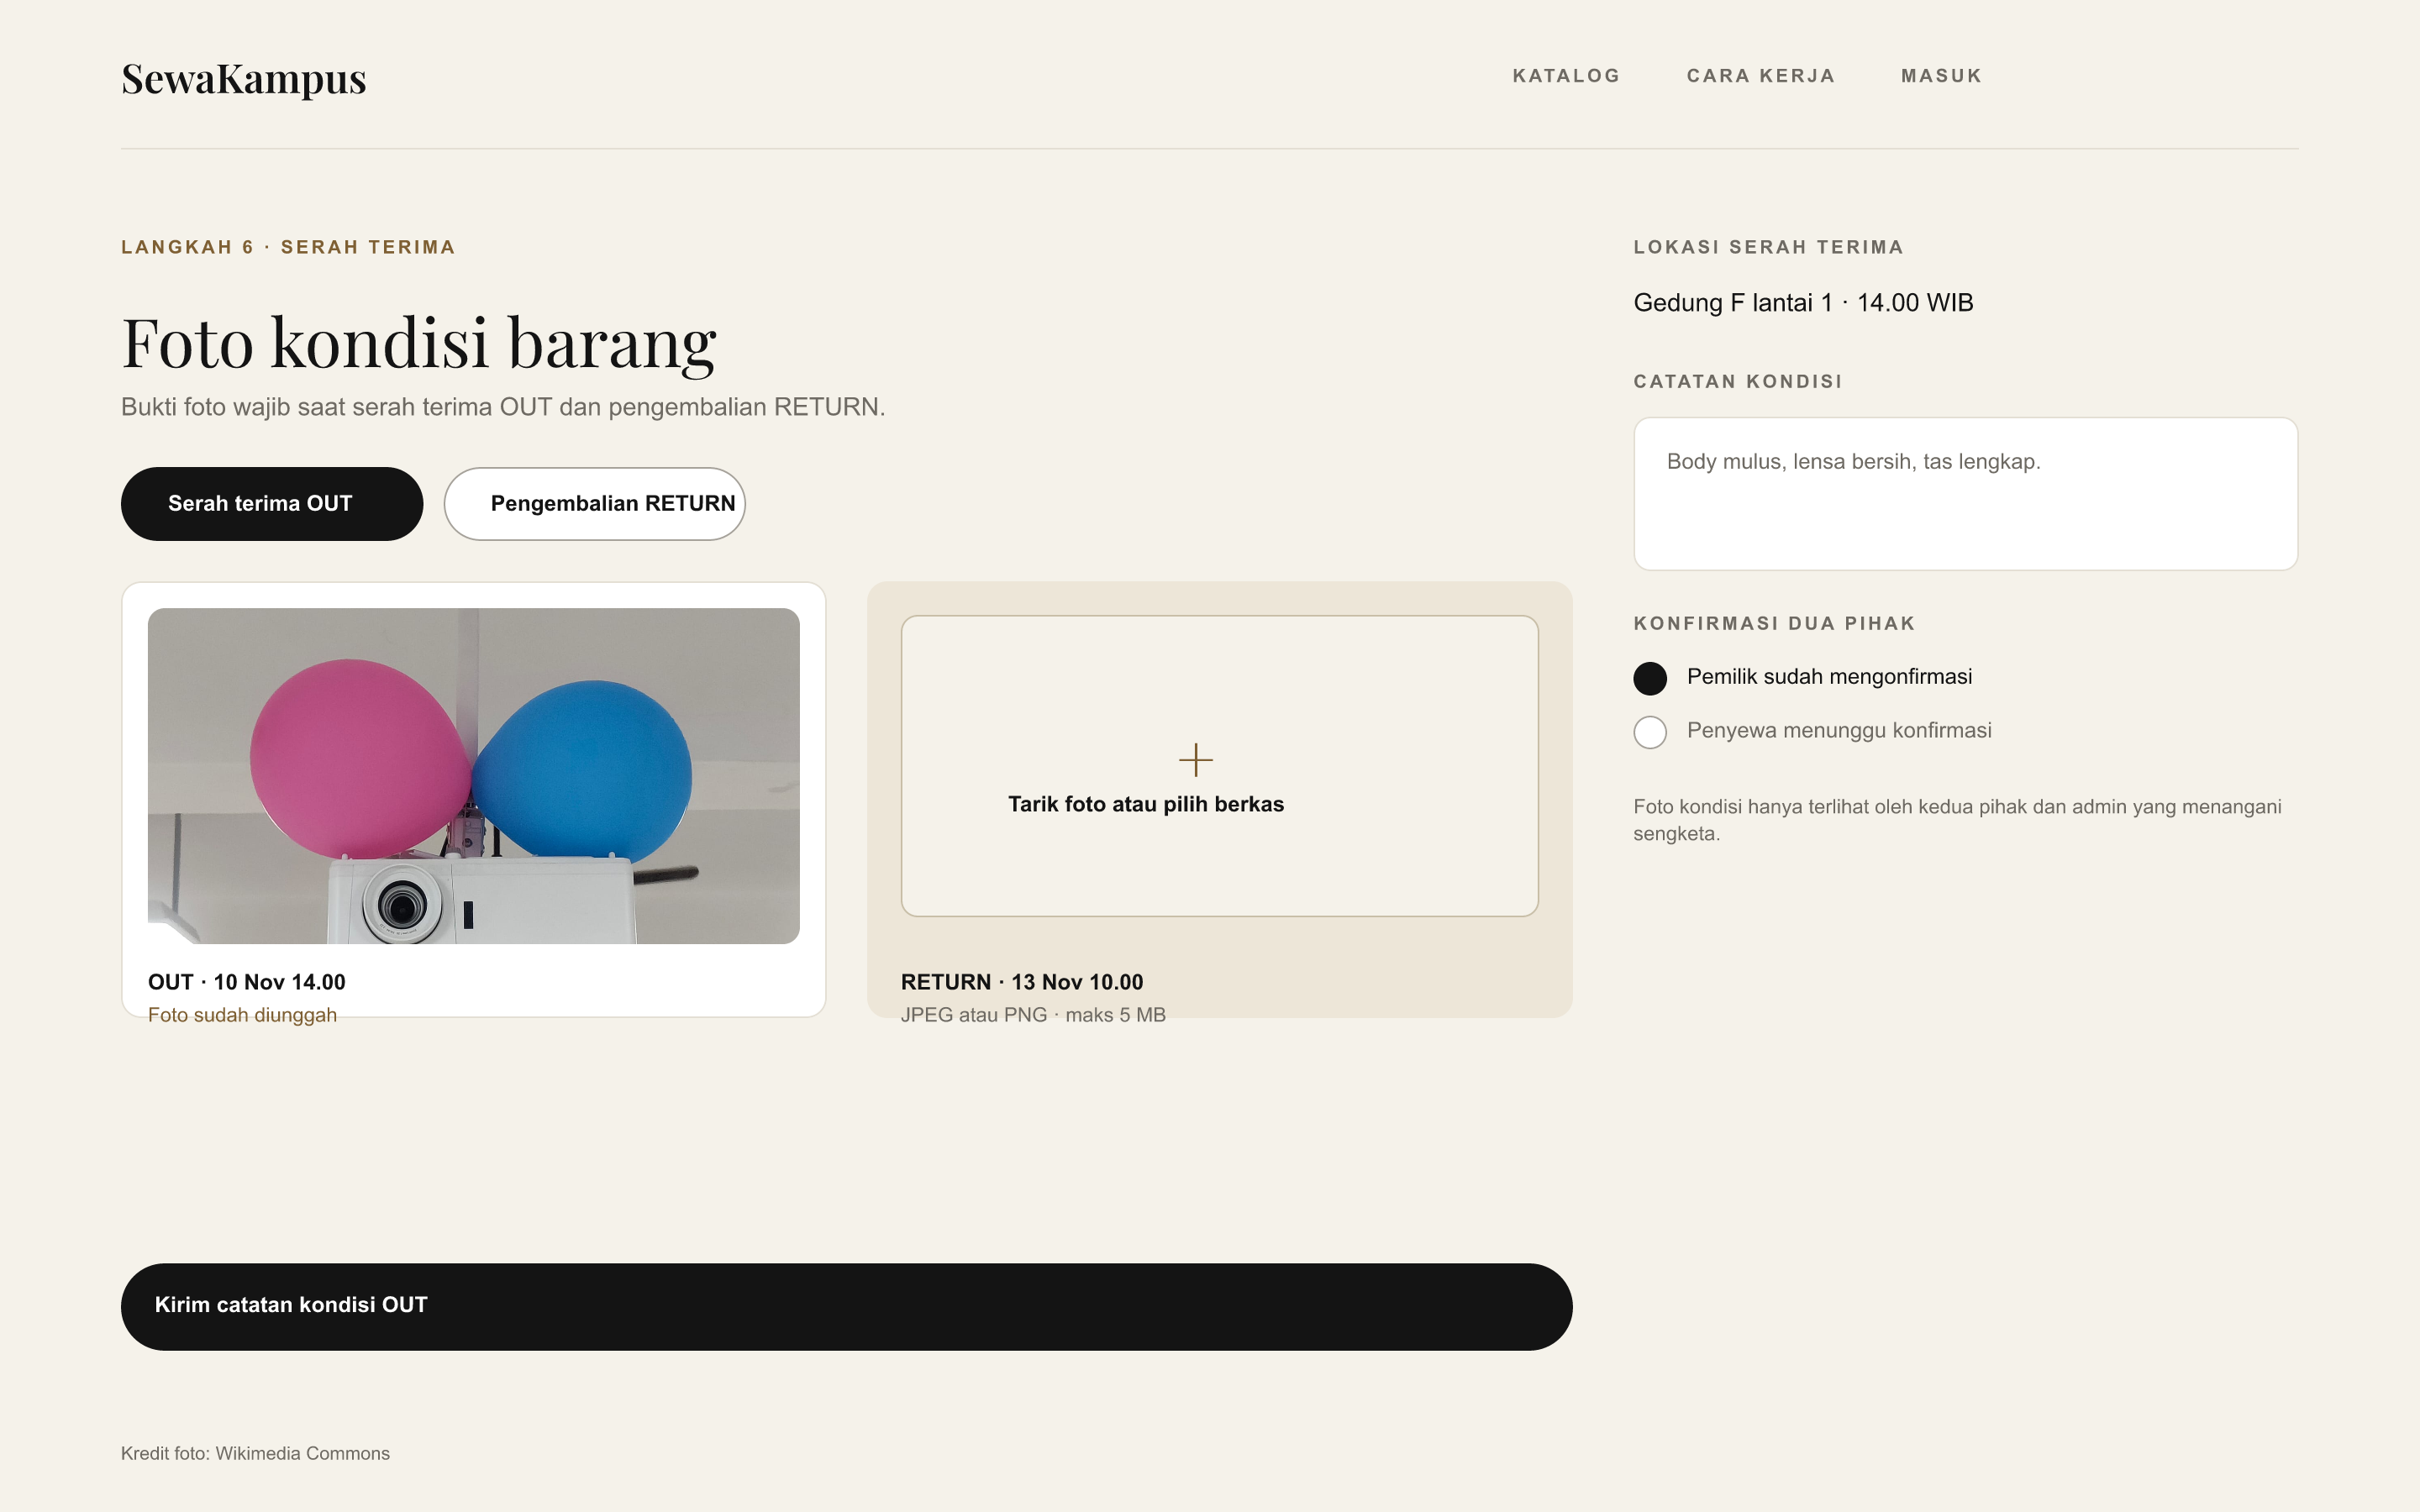 SewaKampus
KATALOG
CARA KERJA
MASUK
LANGKAH 6 · SERAH TERIMA
Foto kondisi barang
Bukti foto wajib saat serah terima OUT dan pengembalian RETURN.
Serah terima OUT
Pengembalian RETURN
OUT · 10 Nov 14.00
Foto sudah diunggah
Tarik foto atau pilih berkas
RETURN · 13 Nov 10.00
JPEG atau PNG · maks 5 MB
LOKASI SERAH TERIMA
Gedung F lantai 1 · 14.00 WIB
CATATAN KONDISI
Body mulus, lensa bersih, tas lengkap.
KONFIRMASI DUA PIHAK
Pemilik sudah mengonfirmasi
Penyewa menunggu konfirmasi
Foto kondisi hanya terlihat oleh kedua pihak dan admin yang menangani
sengketa.
Kirim catatan kondisi OUT
Kredit foto: Wikimedia Commons